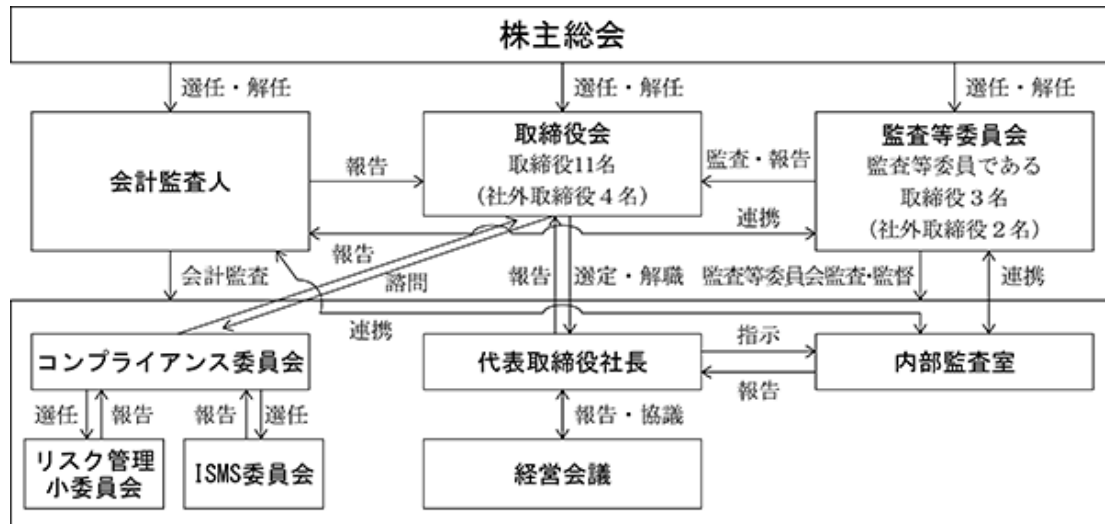 株主総会
選任・解任
選任・解任
選任・解任
会計監査人
報告
取締役会
取締役11名
(社外取締役4名)
監査・報告
監査等委員会
監査等委員である
取締役3名
(社外取締役2名)
連携
報告
会計監査
諮問
報告
選定・解職
監査等委員会監査・監督
連携
連携
コンプライアンス委員会
代表取締役社長
指示
報告
内部監査室
選任
報告
報告
選任
報告・協議
リスク管理
小委員会
ISMS委員会
経営会議